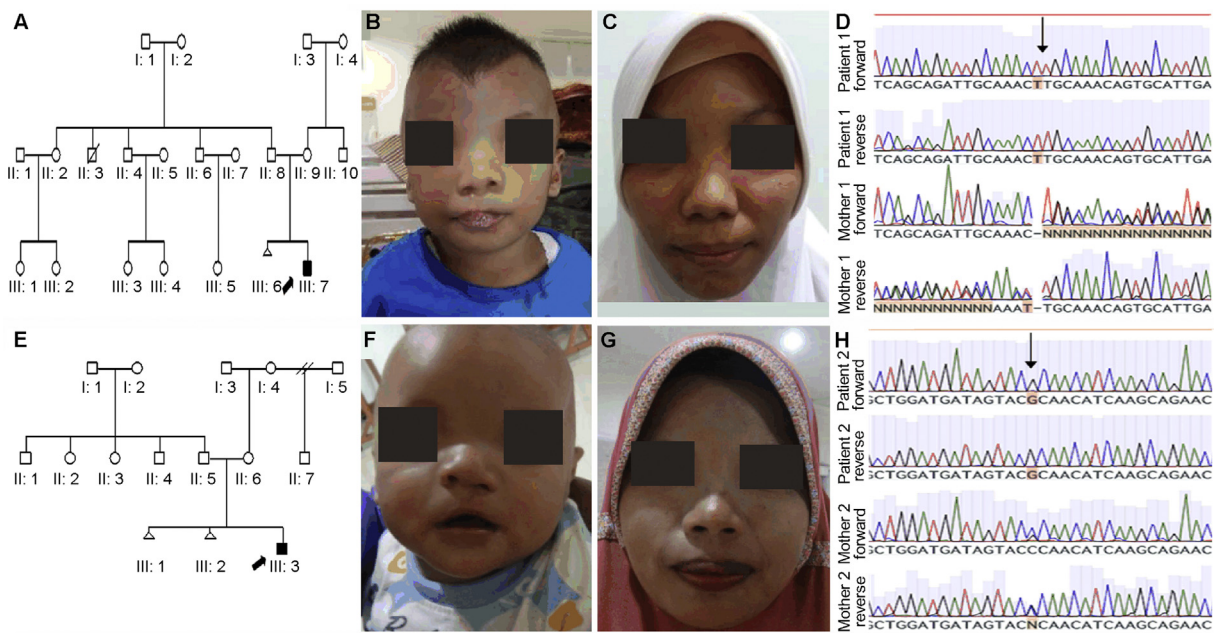 A
I: 1 I: 2 I: 3 I: 4
II: 1 II: 2 II: 3 II: 4 II: 5 II: 6 II: 7 II: 8 II: 9 II: 10
III: 1 III: 2 III: 3 III: 4 III: 5 III: 6 III: 7
B
C
D
Patient 1
forward
TCAGCAGATTGCAAACTTGCAAACAGTGCATTGA
Patient 1
reverse
TCAGCAGATTGCAAACTTGCAAACAGTGCATTGA
Mother 1
forward
TCAGCAGATTGCAAAC-NNNNNNNNNNNNNNNNN
Mother 1
reverse
NNNNNNNNNNNNNAAAT-TGCAAACAGTGCATTGA
E
I: 1 I: 2 I: 3 I: 4 I: 5
II: 1 II: 2 II: 3 II: 4 II: 5 II: 6 II: 7
III: 1 III: 2 III: 3
F
G
H
Patient 2
forward
GCTGGATGATAGTACGCAACATCAAGCAGAAC
Patient 2
reverse
GCTGGATGATAGTACGCAACATCAAGCAGAAC
Mother 2
forward
GCTGGATGATAGTACCCAACATCAAGCAGAAC
Mother 2
reverse
GCTGGATGATAGTACNCAACATCAAGCAGAAC